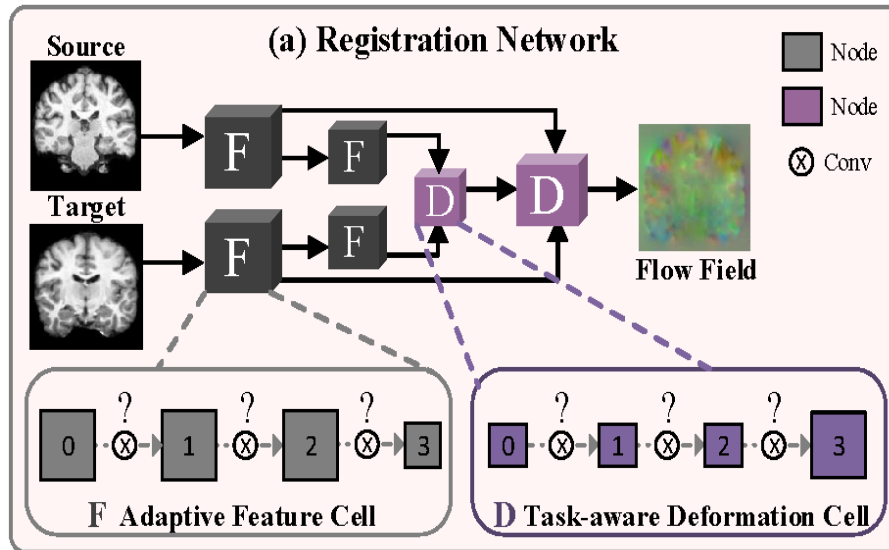 (a) Registration Network
Source
Target
F
F
F
F
D
D
Flow Field
Node
Node
X Conv
? ? ?
0 X 1 X 2 X 3
F Adaptive Feature Cell
? ? ?
0 X 1 X 2 X 3
D Task-aware Deformation Cell